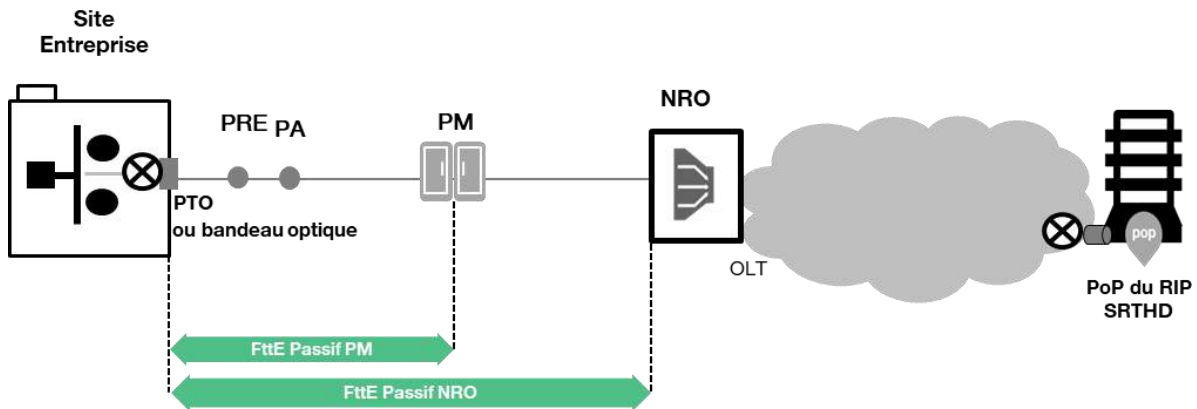 Site
Entreprise
PRE PA
PM
NRO
PTO
ou bandeau optique
OLT
pop
PoP du RIP
SRTHD
FttE Passif PM
FttE Passif NRO